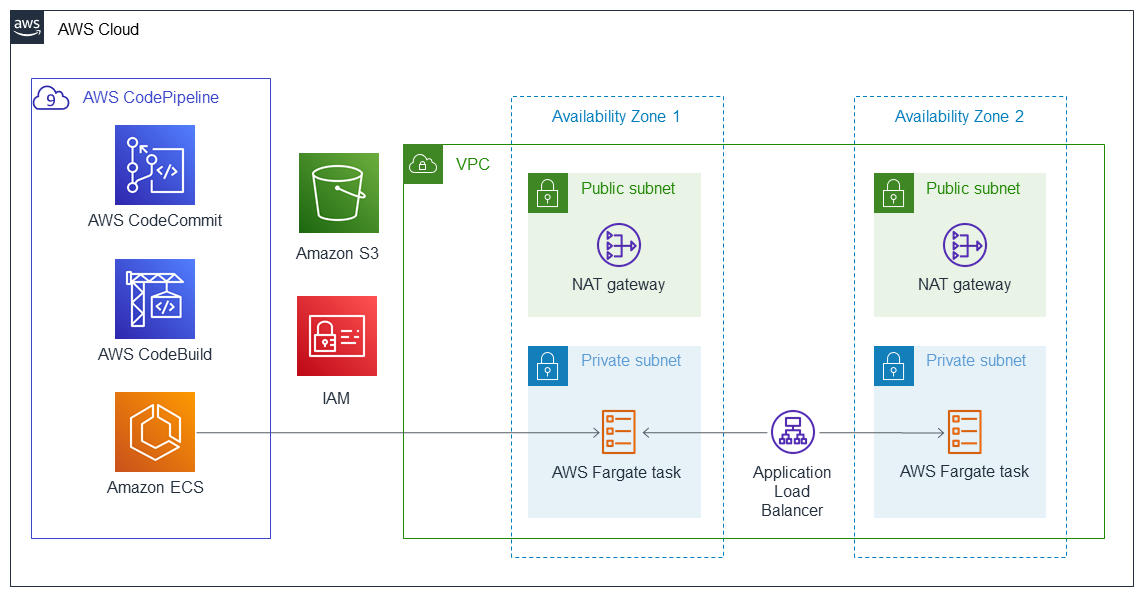 aws
AWS Cloud
9
AWS CodePipeline
</>
AWS CodeCommit
</>
AWS CodeBuild
Amazon ECS
Amazon S3
IAM
VPC
Availability Zone 1
Public subnet
NAT gateway
Private subnet
AWS Fargate task
Application
Load
Balancer
Availability Zone 2
Public subnet
NAT gateway
Private subnet
AWS Fargate task